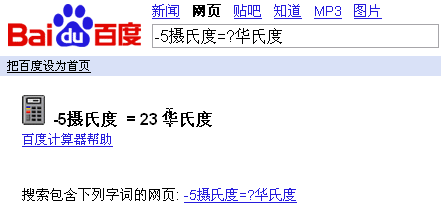 Bai du 百度
新闻 网页 贴吧 知道 MP3 图片
-5摄氏度=?华氏度
把百度设为首页
-5摄氏度 = 23 华氏度
百度计算器帮助
搜索包含下列字词的网页: -5摄氏度=?华氏度